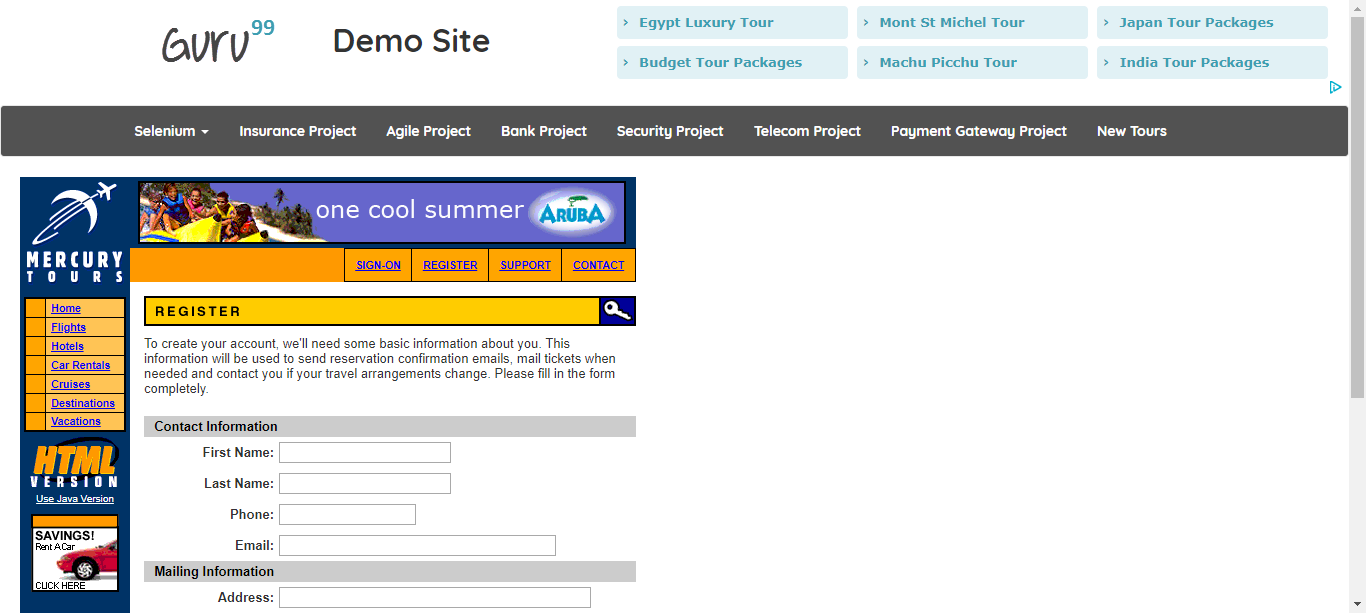 Guru99
Demo Site
› Egypt Luxury Tour
› Mont St Michel Tour
› Japan Tour Packages
› Budget Tour Packages
› Machu Picchu Tour
› India Tour Packages
Selenium Insurance Project Agile Project Bank Project Security Project Telecom Project Payment Gateway Project New Tours
MERCURY
TOURS
one cool summer
ARUBA
SIGN-ON REGISTER SUPPORT CONTACT
Home
Flights
Hotels
Car Rentals
Cruises
Destinations
Vacations
HTML
VERSION
Use Java Version
SAVINGS!
Rent A Car
CLICK HERE
REGISTER
To create your account, we'll need some basic information about you. This
information will be used to send reservation confirmation emails, mail tickets when
needed and contact you if your travel arrangements change. Please fill in the form
completely.
Contact Information
First Name:
Last Name:
Phone:
Email:
Mailing Information
Address: